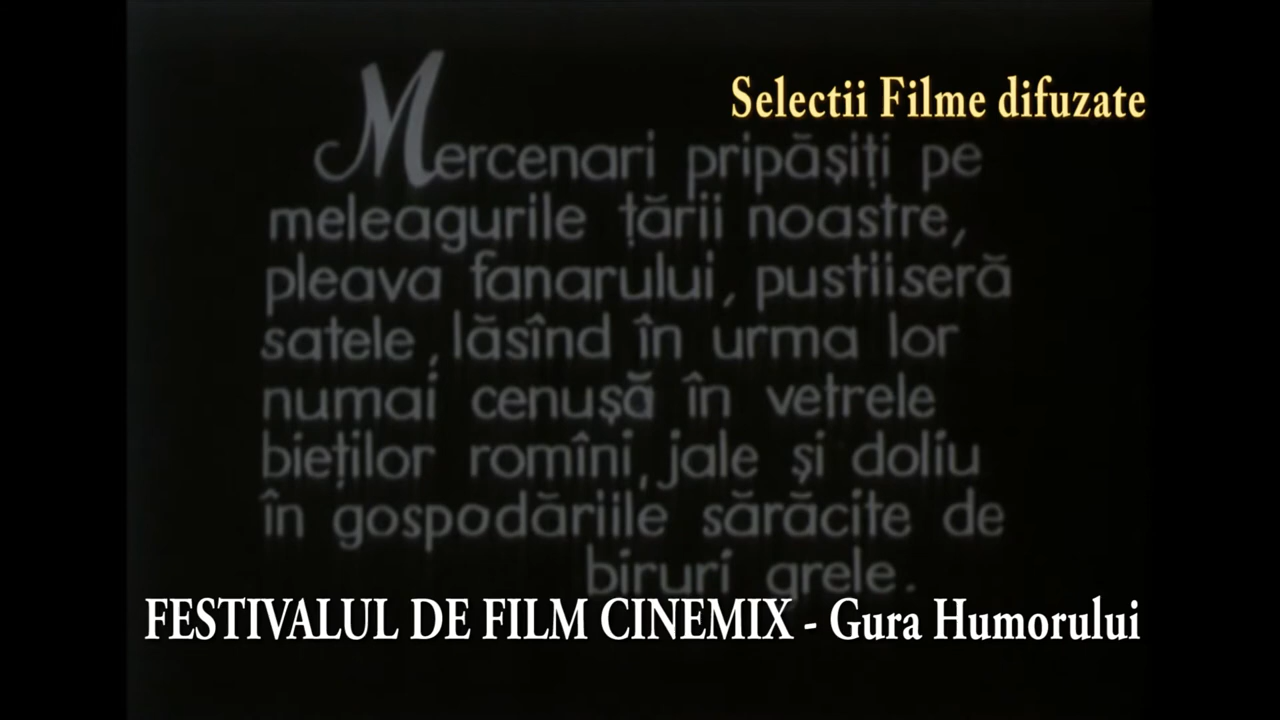 Selectii Filme difuzate
Mercenari pripășiți pe
meleagurile țării noastre,
pleava fanarului, pustiiseră
satele, lăsînd în urma lor
numai cenușă în vetrele
bieților romîni, jale și doliu
în gospodăriile sărăcite de
biruri grele.
FESTIVALUL DE FILM CINEMIX - Gura Humorului